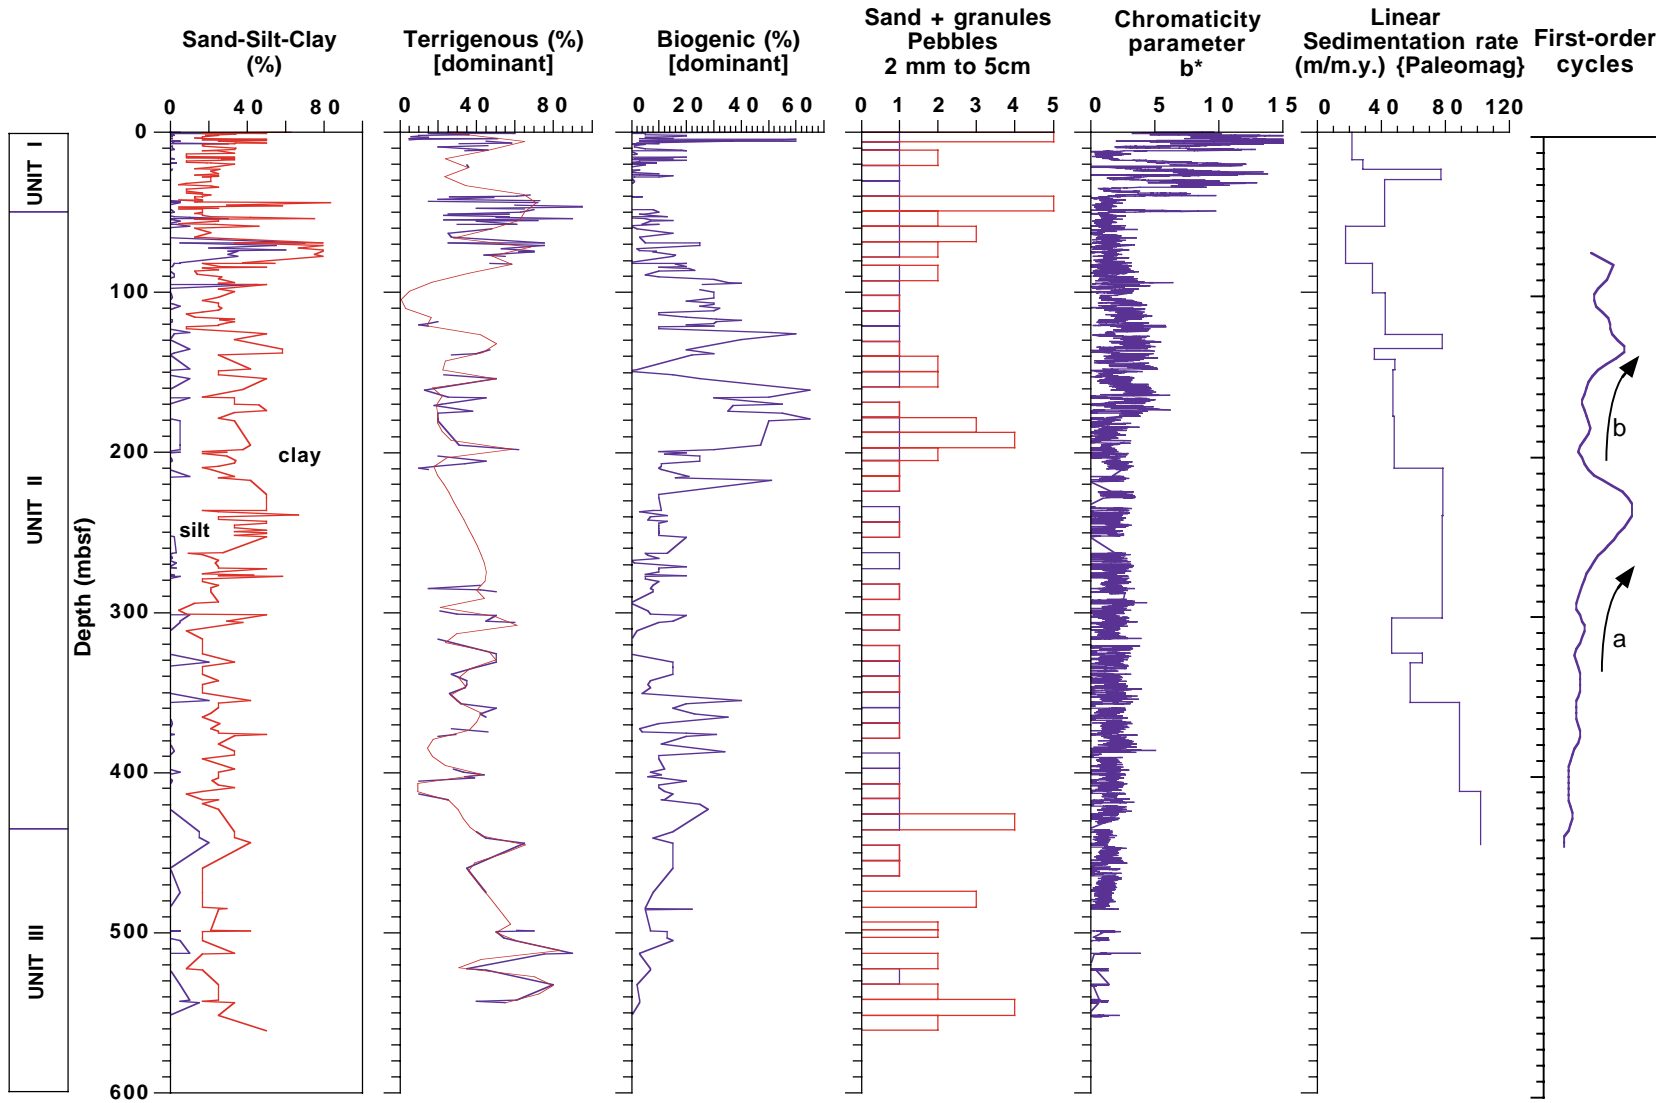 Sand-Silt-Clay
(%)
Terrigenous (%)
[dominant]
Biogenic (%)
[dominant]
Sand + granules
Pebbles
2 mm to 5cm
Chromaticity
parameter
b*
Linear
Sedimentation rate
(m/m.y.) {Paleomag}
First-order
cycles
0 40 80
0 40 80
0 20 40 60
0 1 2 3 4 5
0 5 10 15
0 40 80 120
Depth (mbsf)
0
100
200
300
400
500
600
UNIT I
UNIT II
UNIT III
clay
silt
b
a